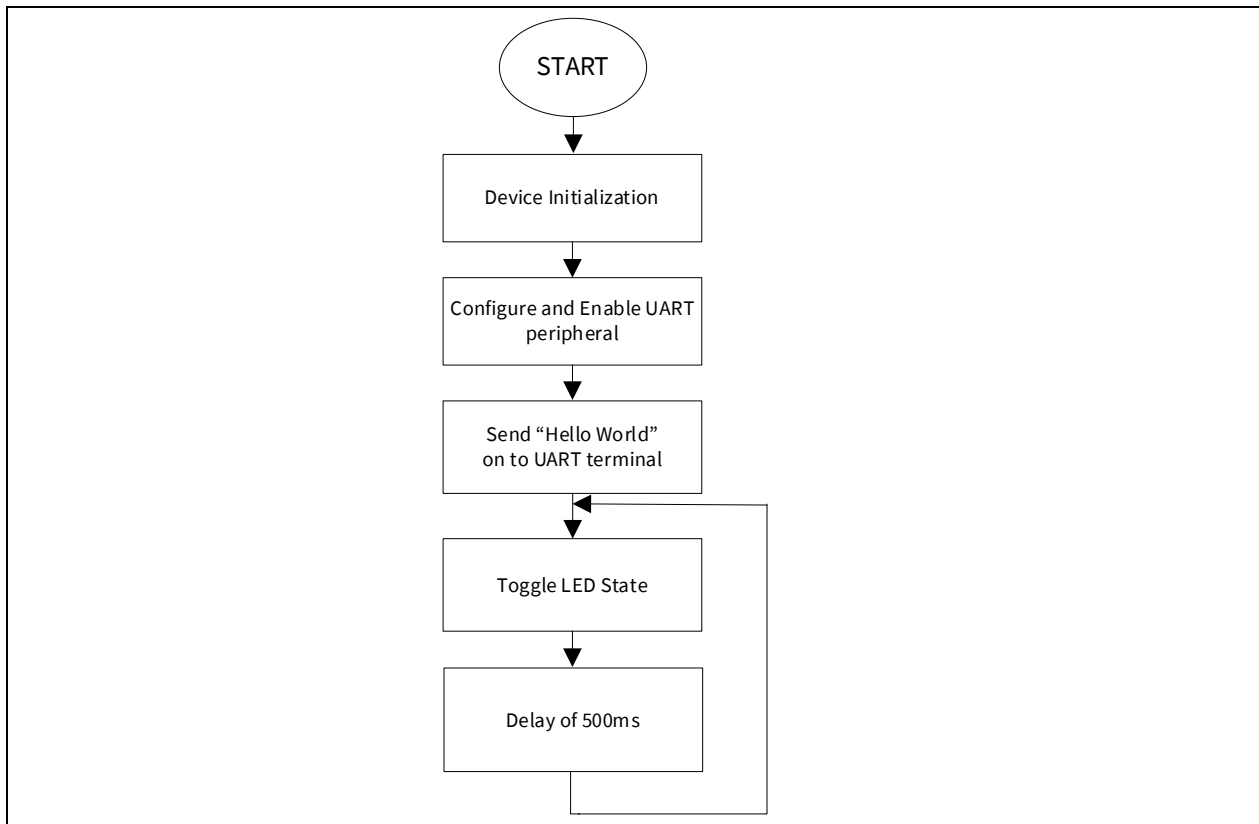 START
Device Initialization
Configure and Enable UART
peripheral
Send “Hello World”
on to UART terminal
Toggle LED State
Delay of 500ms